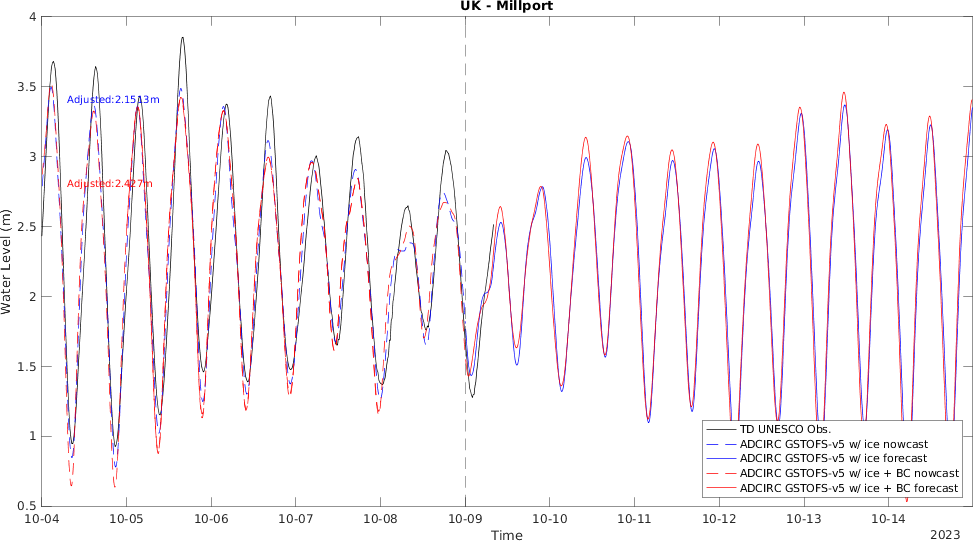 UK - Millport
4
3.5
3
2.5
2
1.5
1
0.5
Water Level (m)
Adjusted:2.1513m
Adjusted:2.427m
TD UNESCO Obs.
ADCIRC GSTOFS-v5 w/ ice nowcast
ADCIRC GSTOFS-v5 w/ ice forecast
ADCIRC GSTOFS-v5 w/ ice + BC nowcast
ADCIRC GSTOFS-v5 w/ ice + BC forecast
10-04 10-05 10-06 10-07 10-08 10-09 10-10 10-11 10-12 10-13 10-14
Time
2023